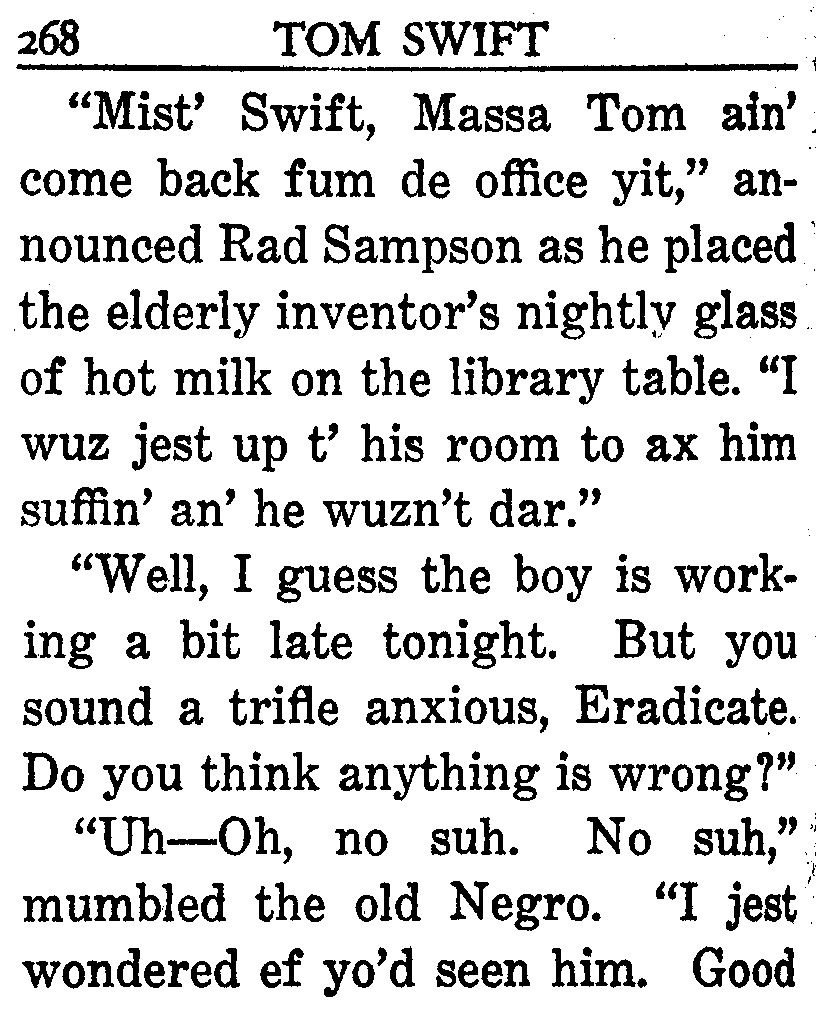 268 TOM SWIFT
“Mist’ Swift, Massa Tom ain’
come back fum de office yit,” an-
nounced Rad Sampson as he placed
the elderly inventor’s nightly glass
of hot milk on the library table. “I
wuz jest up t’ his room to ax him
suffin’ an’ he wuzn’t dar.”
“Well, I guess the boy is work-
ing a bit late tonight. But you
sound a trifle anxious, Eradicate.
Do you think anything is wrong?”
“Uh—Oh, no suh. No suh,”
mumbled the old Negro. “I jest
wondered ef yo’d seen him. Good